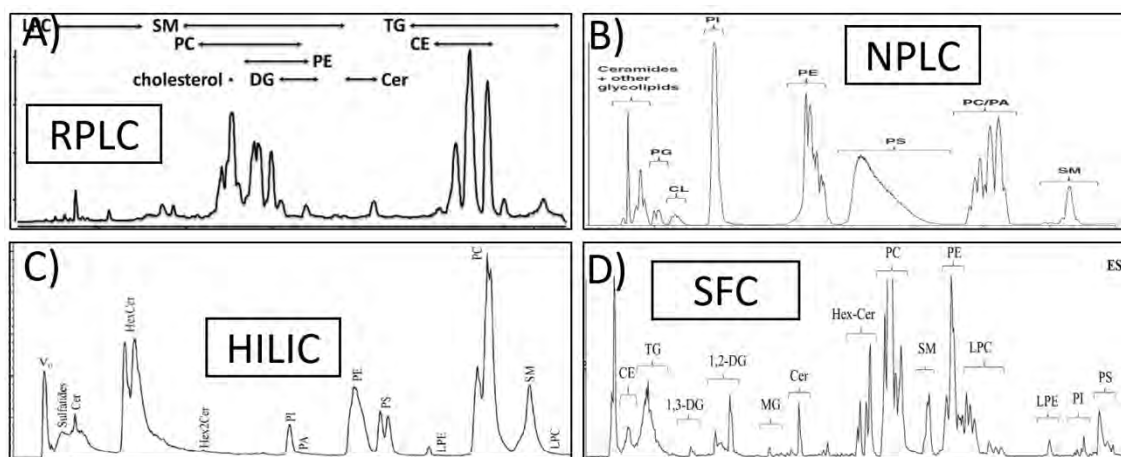 A)
LPC SM TG
PC CE
PE
cholesterol DG Cer
RPLC
B)
NPLC
PI
Ceramides
+ other
glycolipids
PE
PC/PA
PS
PG
CL
SM
C)
HILIC
V0
Sulfatides
Cer
HexCer
Hex2Cer
PI
PA
PE
PS
LPE
PC
SM
LPC
D)
SFC
ES
PC PE
Hex-Cer
TG
SM LPC
CE
1,2-DG
Cer
PS
1,3-DG
MG
LPE PI